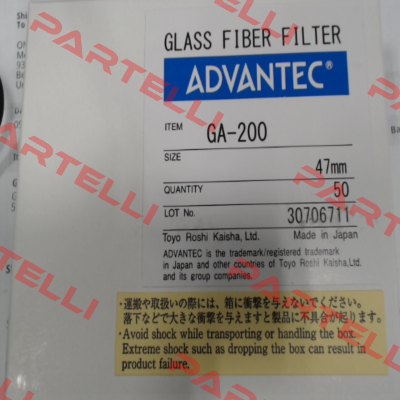 GLASS FIBER FILTER
ADVANTEC®
ITEM GA-200
SIZE 47mm
QUANTITY 50
LOT No. 30706711
Toyo Roshi Kaisha, Ltd. Made in Japan
ADVANTEC is the trademark/registered trademark
in Japan and other countries of Toyo Roshi Kaisha,Ltd.
and its group companies.
・運搬や取扱いの際には、箱に衝撃を与えないでください。
落下などで大きな衝撃を与えますと製品に不具合が起ります。
・Avoid shock while transporting or handling the box.
Extreme shock such as dropping the box can result in
product failure.
PARTELLI
PARTELLI
PARTELLI
PARTELLI